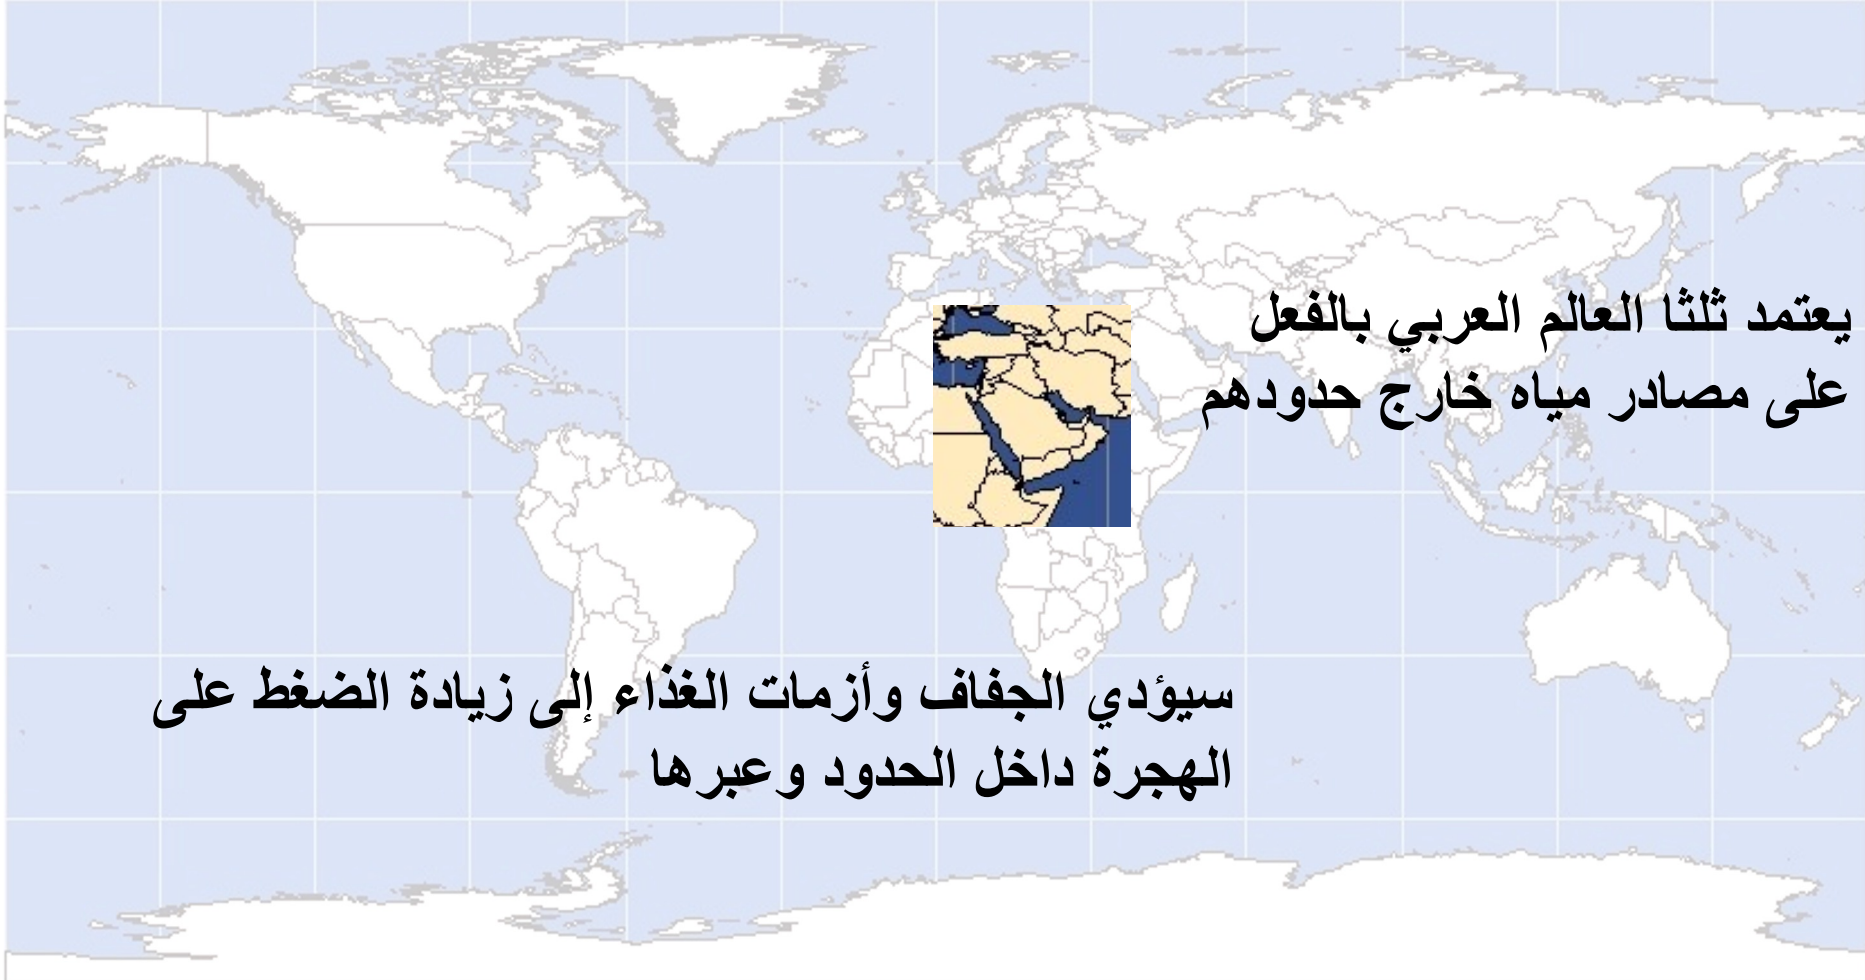 يعتمد ثلثا العالم العربي بالفعل
على مصادر مياه خارج حدودهم
سيؤدي الجفاف وأزمات الغذاء إلى زيادة الضغط على
الهجرة داخل الحدود وعبرها